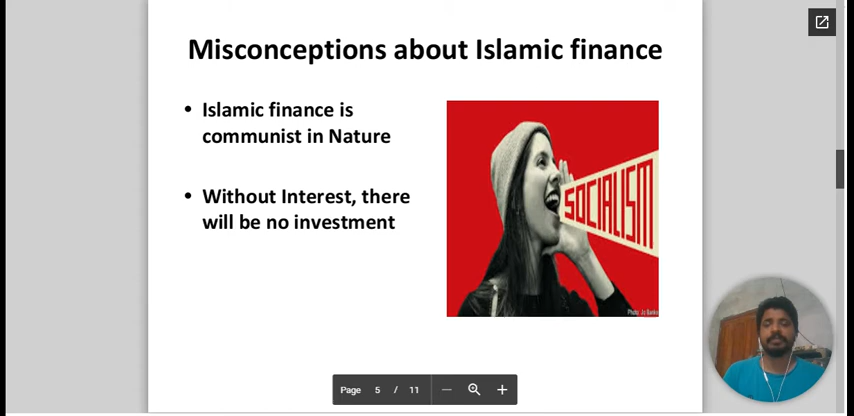 Misconceptions about Islamic finance
• Islamic finance is
communist in Nature
• Without Interest, there
will be no investment
SOCIALISM
Page 5 / 11